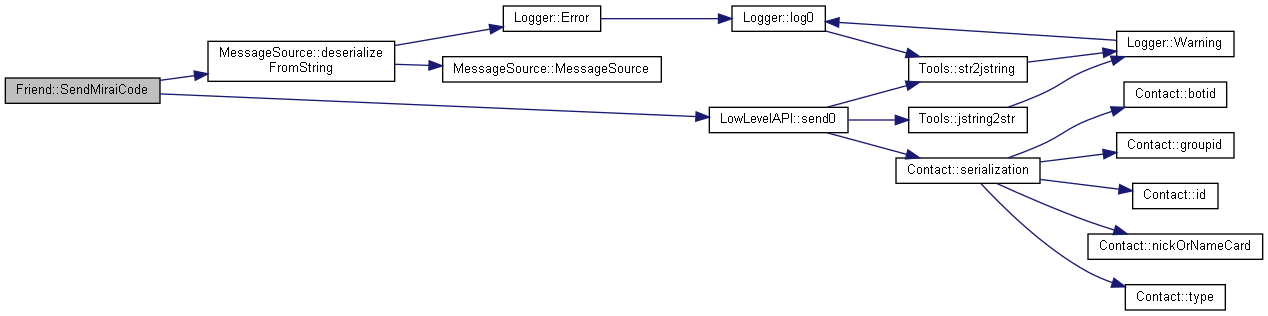 Friend::SendMiraiCode
MessageSource::deserialize
FromString
Logger::Error
MessageSource::MessageSource
LowLevelAPI::send0
Logger::log0
Tools::str2jstring
Tools::jstring2str
Contact::serialization
Logger::Warning
Contact::botid
Contact::groupid
Contact::id
Contact::nickOrNameCard
Contact::type